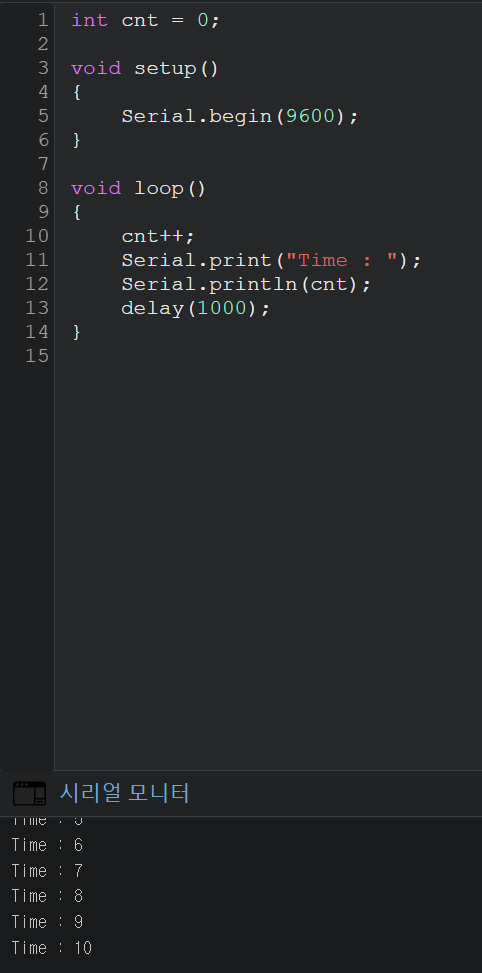 1 int cnt = 0;
2
3 void setup()
4 {
5     Serial.begin(9600);
6 }
7
8 void loop()
9 {
10     cnt++;
11     Serial.print("Time : ");
12     Serial.println(cnt);
13     delay(1000);
14 }
15
시리얼 모니터
Time : 5
Time : 6
Time : 7
Time : 8
Time : 9
Time : 10